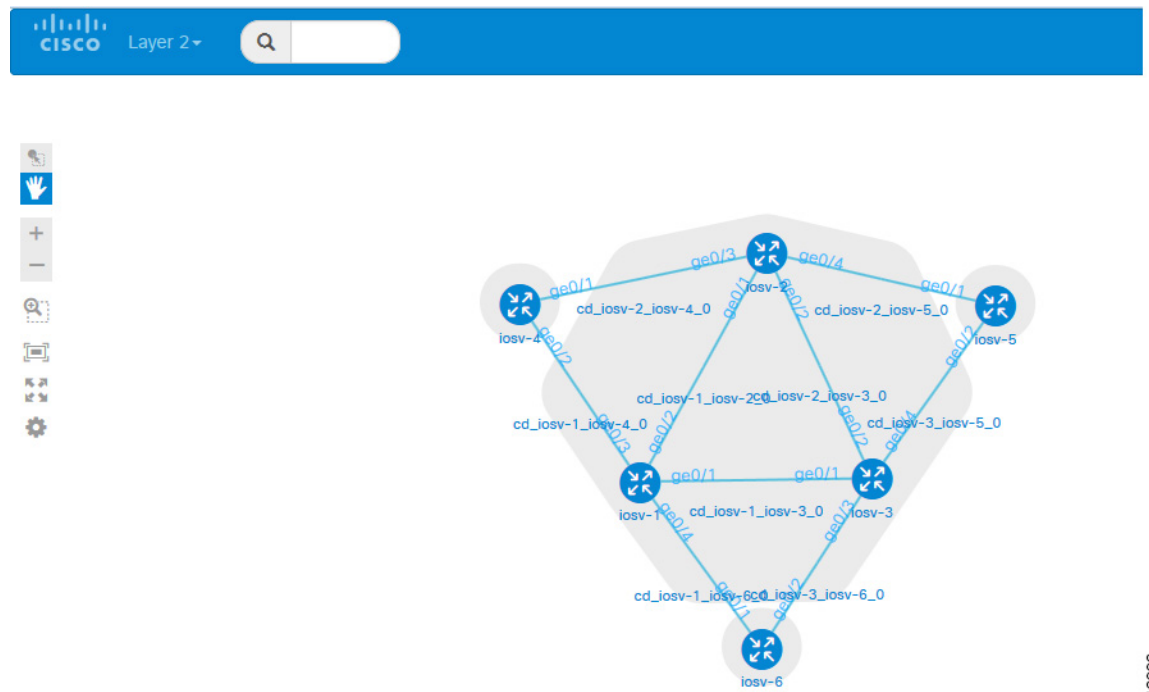 CISCO
Layer 2
ge0/3
ge0/4
iosv-2
ge0/1
ge0/1
ge0/1
ge0/2
cd_iosv-2_iosv-4_0
cd_iosv-2_iosv-5_0
iosv-4
iosv-5
ge0/2
ge0/2
cd_iosv-1_iosv-2_0
cd_iosv-2_iosv-3_0
cd_iosv-1_iosv-4_0
cd_iosv-3_iosv-5_0
ge0/3
ge0/2
ge0/2
ge0/4
ge0/1
ge0/1
iosv-1
cd_iosv-1_iosv-3_0
iosv-3
ge0/4
ge0/3
cd_iosv-1_iosv-6_0
cd_iosv-3_iosv-6_0
ge0/1
ge0/2
iosv-6